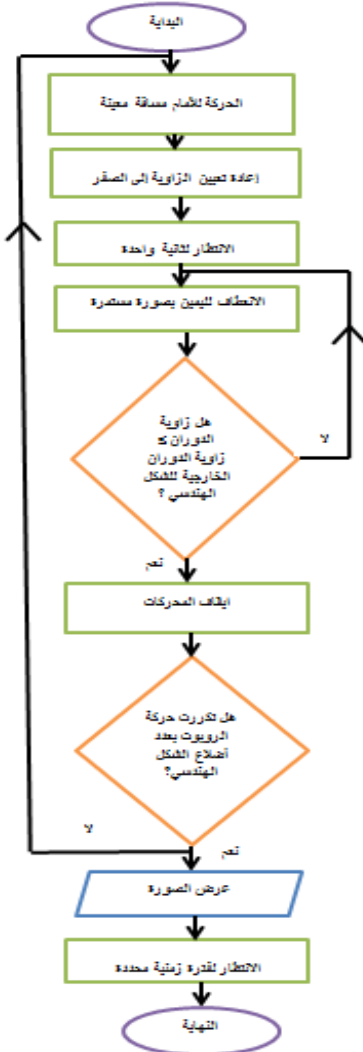 البداية
الحركة للأمام مسافة معينة
إعادة تعيين الزاوية إلى الصفر
الانتظار لثانية واحدة
الانعطاف لليمين بصورة مستمرة
هل زاوية
الدوران ≥
زاوية الدوران
الخارجية للشكل
الهندسي ؟
لا
نعم
ايقاف المحركات
هل تكررت حركة
الروبوت بعدد
أضلاع الشكل
الهندسي؟
لا
نعم
عرض الصورة
الانتظار لفترة زمنية محددة
النهاية